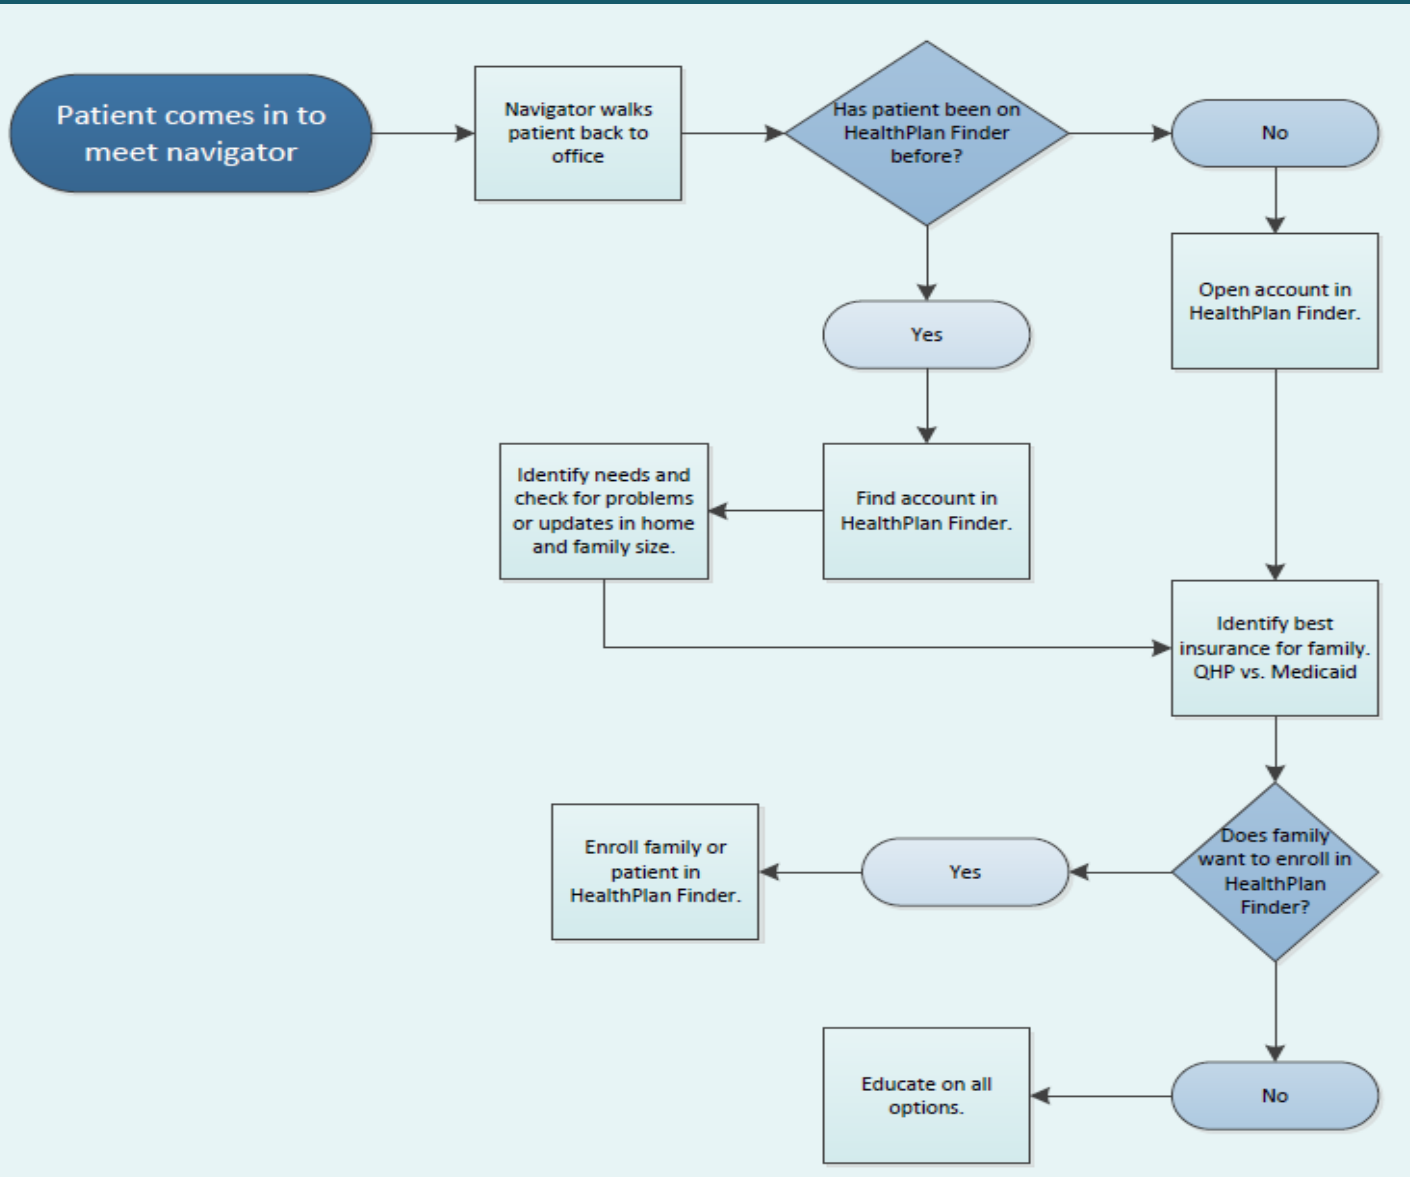 Patient comes in to
meet navigator
Navigator walks
patient back to
office
Has patient been on
HealthPlan Finder
before?
No
Open account in
HealthPlan Finder.
Yes
Find account in
HealthPlan Finder.
Identify needs and
check for problems
or updates in home
and family size.
Identify best
insurance for family.
QHP vs. Medicaid
Does family
want to enroll in
HealthPlan
Finder?
Yes
Enroll family or
patient in
HealthPlan Finder.
No
Educate on all
options.